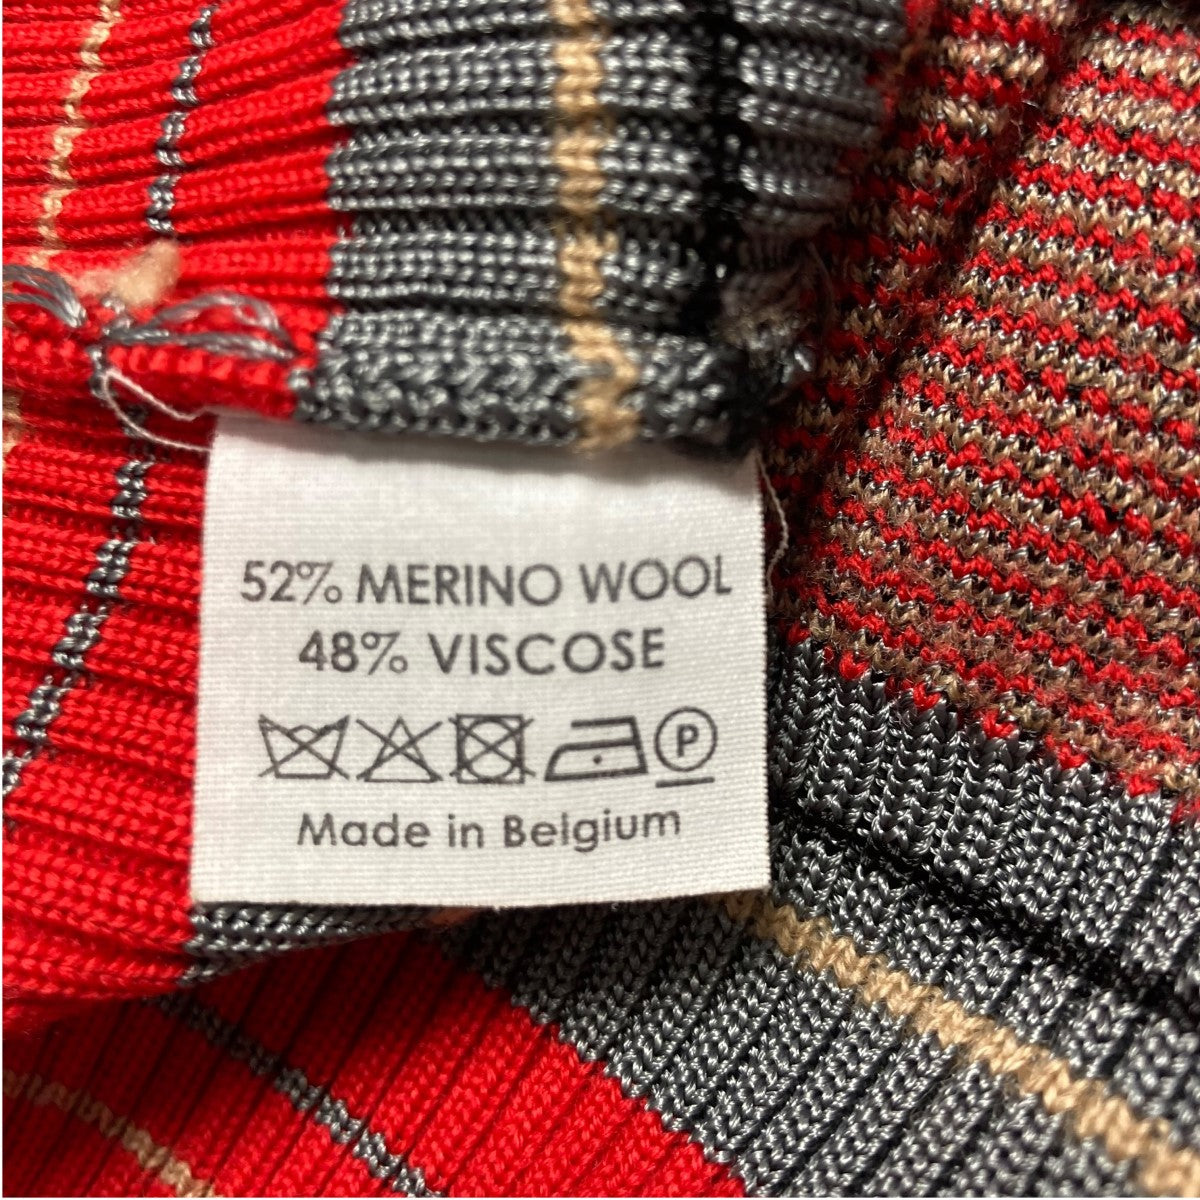 52% MERINO WOOL
48% VISCOSE
P
Made in Belgium